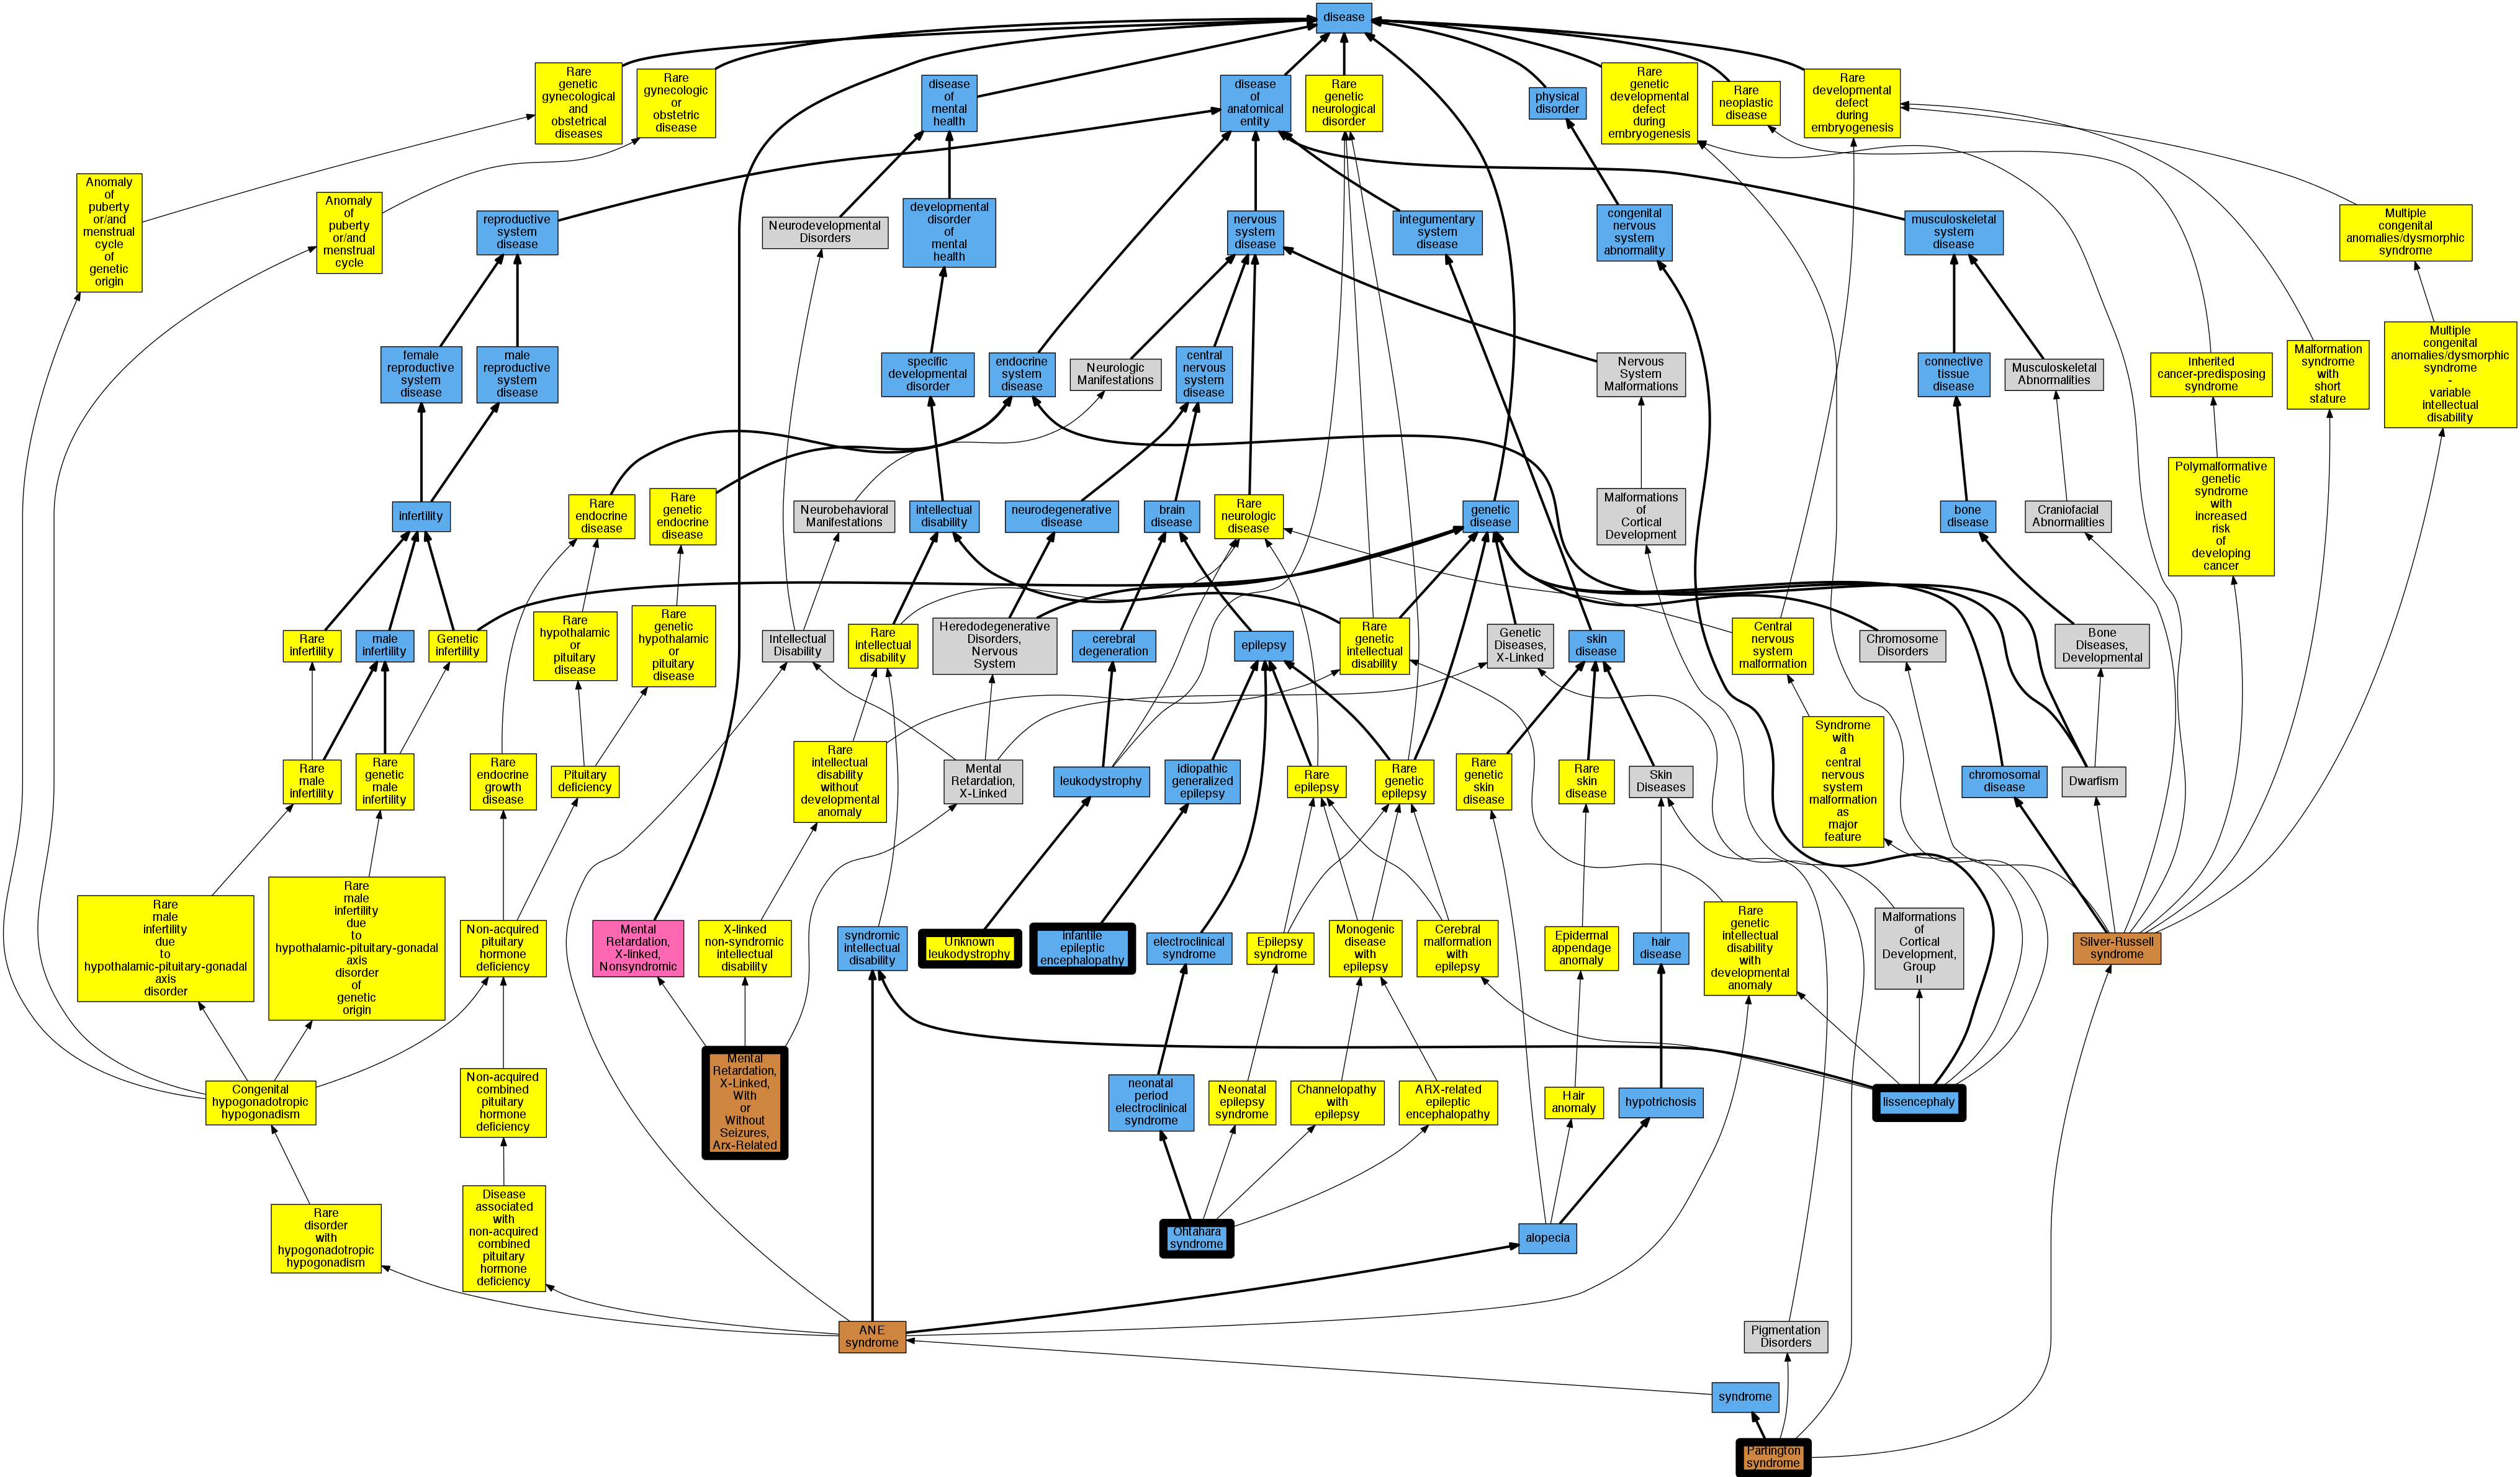 disease
Rare
genetic
gynecological
and
obstetrical
diseases
Rare
gynecologic
or
obstetric
disease
disease
of
mental
health
disease
of
anatomical
entity
Rare
genetic
neurological
disorder
physical
disorder
Rare
genetic
developmental
defect
during
embryogenesis
Rare
neoplastic
disease
Rare
developmental
defect
during
embryogenesis
Anomaly
of
puberty
or/and
menstrual
cycle
of
genetic
origin
Anomaly
of
puberty
or/and
menstrual
cycle
reproductive
system
disease
Neurodevelopmental
Disorders
developmental
disorder
of
mental
health
nervous
system
disease
integumentary
system
disease
congenital
nervous
system
abnormality
musculoskeletal
system
disease
Multiple
congenital
anomalies/dysmorphic
syndrome
female
reproductive
system
disease
male
reproductive
system
disease
specific
developmental
disorder
endocrine
system
disease
Neurologic
Manifestations
central
nervous
system
disease
Nervous
System
Malformations
connective
tissue
disease
Musculoskeletal
Abnormalities
Inherited
cancer-predisposing
syndrome
Malformation
syndrome
with
short
stature
Multiple
congenital
anomalies/dysmorphic
syndrome
-
variable
intellectual
disability
infertility
Rare
endocrine
disease
Rare
genetic
endocrine
disease
Neurobehavioral
Manifestations
intellectual
disability
neurodegenerative
disease
brain
disease
Rare
neurologic
disease
genetic
disease
Malformations
of
Cortical
Development
bone
disease
Craniofacial
Abnormalities
Polymalformative
genetic
syndrome
with
increased
risk
of
developing
cancer
Rare
infertility
male
infertility
Genetic
infertility
Rare
hypothalamic
or
pituitary
disease
Rare
genetic
hypothalamic
or
pituitary
disease
Intellectual
Disability
Rare
intellectual
disability
Heredodegenerative
Disorders,
Nervous
System
cerebral
degeneration
epilepsy
Rare
genetic
intellectual
disability
Genetic
Diseases,
X-Linked
skin
disease
Central
nervous
system
malformation
Chromosome
Disorders
Bone
Diseases,
Developmental
Rare
male
infertility
Rare
genetic
male
infertility
Rare
endocrine
growth
disease
Pituitary
deficiency
Rare
intellectual
disability
without
developmental
anomaly
Mental
Retardation,
X-Linked
leukodystrophy
idiopathic
generalized
epilepsy
Rare
epilepsy
Rare
genetic
epilepsy
Rare
genetic
skin
disease
Rare
skin
disease
Skin
Diseases
Syndrome
with
a
central
nervous
system
malformation
as
major
feature
chromosomal
disease
Dwarfism
Rare
male
infertility
due
to
hypothalamic-pituitary-gonadal
axis
disorder
Rare
male
infertility
due
to
hypothalamic-pituitary-gonadal
axis
disorder
of
genetic
origin
Non-acquired
pituitary
hormone
deficiency
Mental
Retardation,
X-linked,
Nonsyndromic
X-linked
non-syndromic
intellectual
disability
syndromic
intellectual
disability
Unknown
leukodystrophy
infantile
epileptic
encephalopathy
electroclinical
syndrome
Epilepsy
syndrome
Monogenic
disease
with
epilepsy
Cerebral
malformation
with
epilepsy
Epidermal
appendage
anomaly
hair
disease
Rare
genetic
intellectual
disability
with
developmental
anomaly
Malformations
of
Cortical
Development,
Group
II
Silver-Russell
syndrome
Congenital
hypogonadotropic
hypogonadism
Non-acquired
combined
pituitary
hormone
deficiency
Mental
Retardation,
X-Linked,
With
or
Without
Seizures,
Arx-Related
neonatal
period
electroclinical
syndrome
Neonatal
epilepsy
syndrome
Channelopathy
with
epilepsy
ARX-related
epileptic
encephalopathy
Hair
anomaly
hypotrichosis
lissencephaly
Rare
disorder
with
hypogonadotropic
hypogonadism
Disease
associated
with
non-acquired
combined
pituitary
hormone
deficiency
Ohtahara
syndrome
alopecia
ANE
syndrome
Pigmentation
Disorders
syndrome
Partington
syndrome